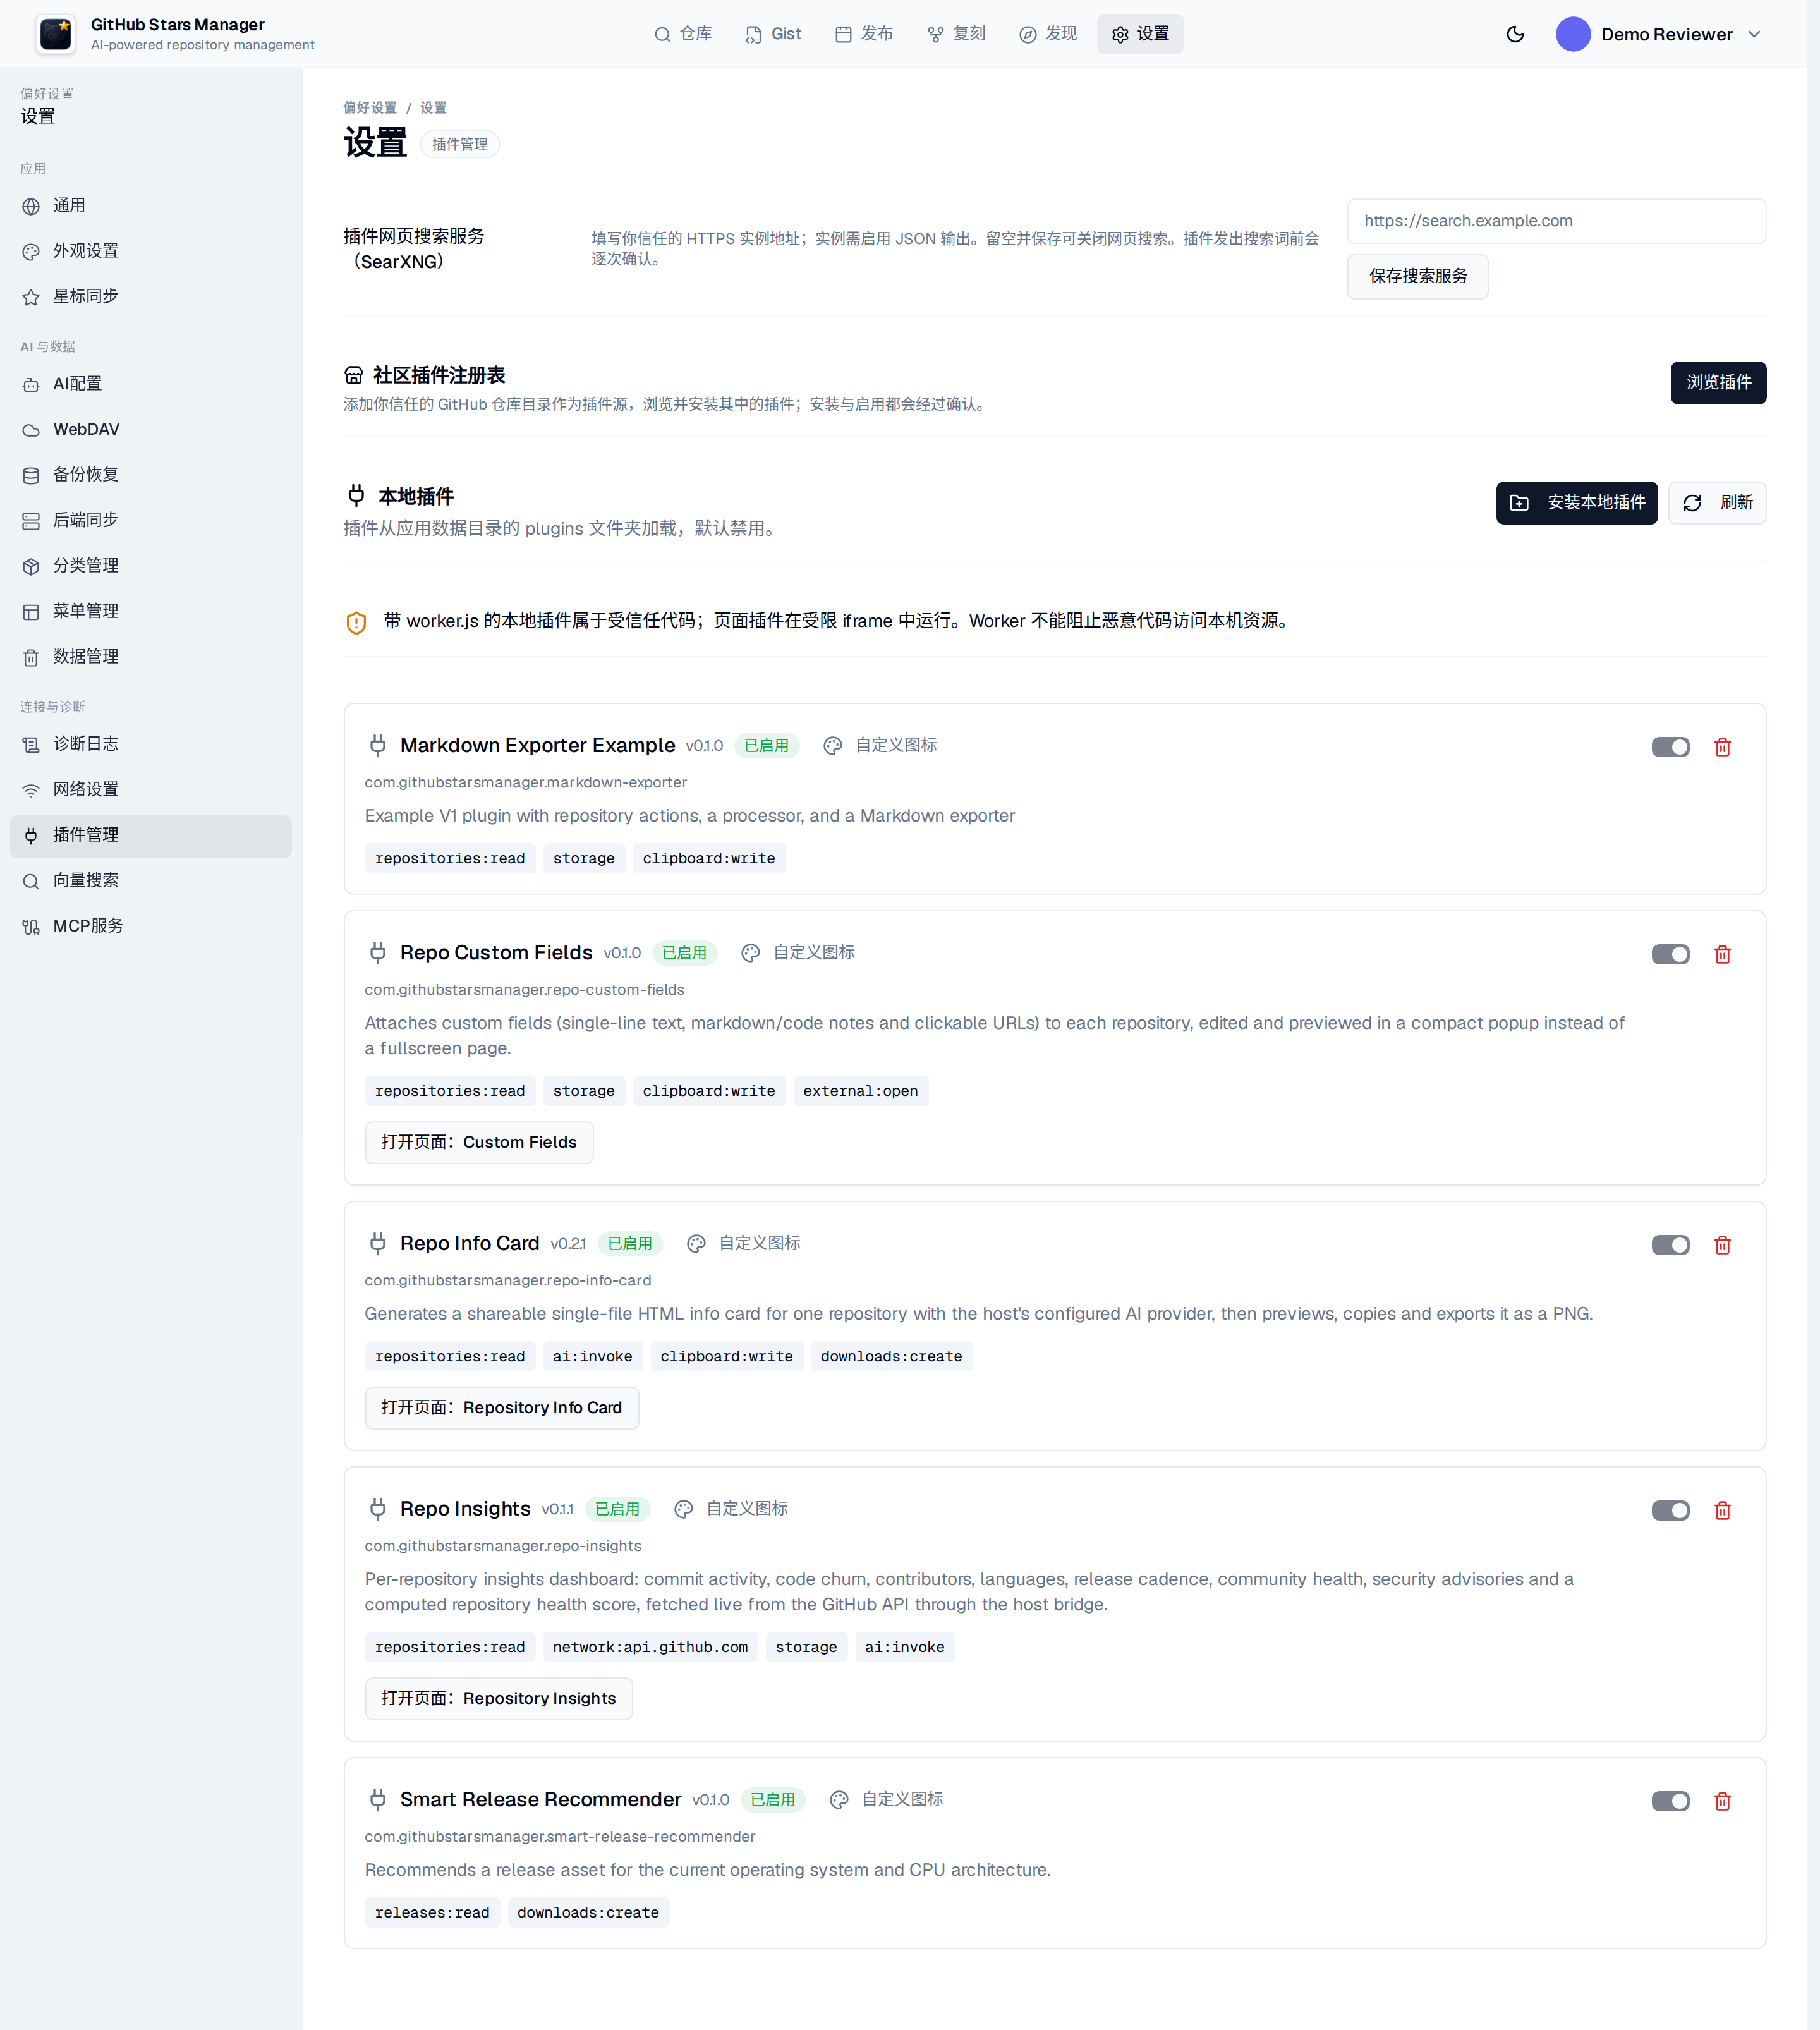 GitHub Stars Manager
AI-powered repository management
仓库
Gist
发布
复刻
发现
设置
Demo Reviewer
偏好设置
设置
应用
通用
外观设置
星标同步
AI 与数据
AI配置
WebDAV
备份恢复
后端同步
分类管理
菜单管理
数据管理
连接与诊断
诊断日志
网络设置
插件管理
向量搜索
MCP服务
偏好设置 / 设置
设置
插件管理
插件网页搜索服务
（SearXNG）
填写你信任的 HTTPS 实例地址；实例需启用 JSON 输出。留空并保存可关闭网页搜索。插件发出搜索词前会
逐次确认。
https://search.example.com
保存搜索服务
社区插件注册表
添加你信任的 GitHub 仓库目录作为插件源，浏览并安装其中的插件；安装与启用都会经过确认。
浏览插件
本地插件
插件从应用数据目录的 plugins 文件夹加载，默认禁用。
安装本地插件
刷新
带 worker.js 的本地插件属于受信任代码；页面插件在受限 iframe 中运行。Worker 不能阻止恶意代码访问本机资源。
Markdown Exporter Example v0.1.0 已启用 自定义图标
com.githubstarsmanager.markdown-exporter
Example V1 plugin with repository actions, a processor, and a Markdown exporter
repositories:read storage clipboard:write
Repo Custom Fields v0.1.0 已启用 自定义图标
com.githubstarsmanager.repo-custom-fields
Attaches custom fields (single-line text, markdown/code notes and clickable URLs) to each repository, edited and previewed in a compact popup instead of
a fullscreen page.
repositories:read storage clipboard:write external:open
打开页面：Custom Fields
Repo Info Card v0.2.1 已启用 自定义图标
com.githubstarsmanager.repo-info-card
Generates a shareable single-file HTML info card for one repository with the host's configured AI provider, then previews, copies and exports it as a PNG.
repositories:read ai:invoke clipboard:write downloads:create
打开页面：Repository Info Card
Repo Insights v0.1.1 已启用 自定义图标
com.githubstarsmanager.repo-insights
Per-repository insights dashboard: commit activity, code churn, contributors, languages, release cadence, community health, security advisories and a
computed repository health score, fetched live from the GitHub API through the host bridge.
repositories:read network:api.github.com storage ai:invoke
打开页面：Repository Insights
Smart Release Recommender v0.1.0 已启用 自定义图标
com.githubstarsmanager.smart-release-recommender
Recommends a release asset for the current operating system and CPU architecture.
releases:read downloads:create